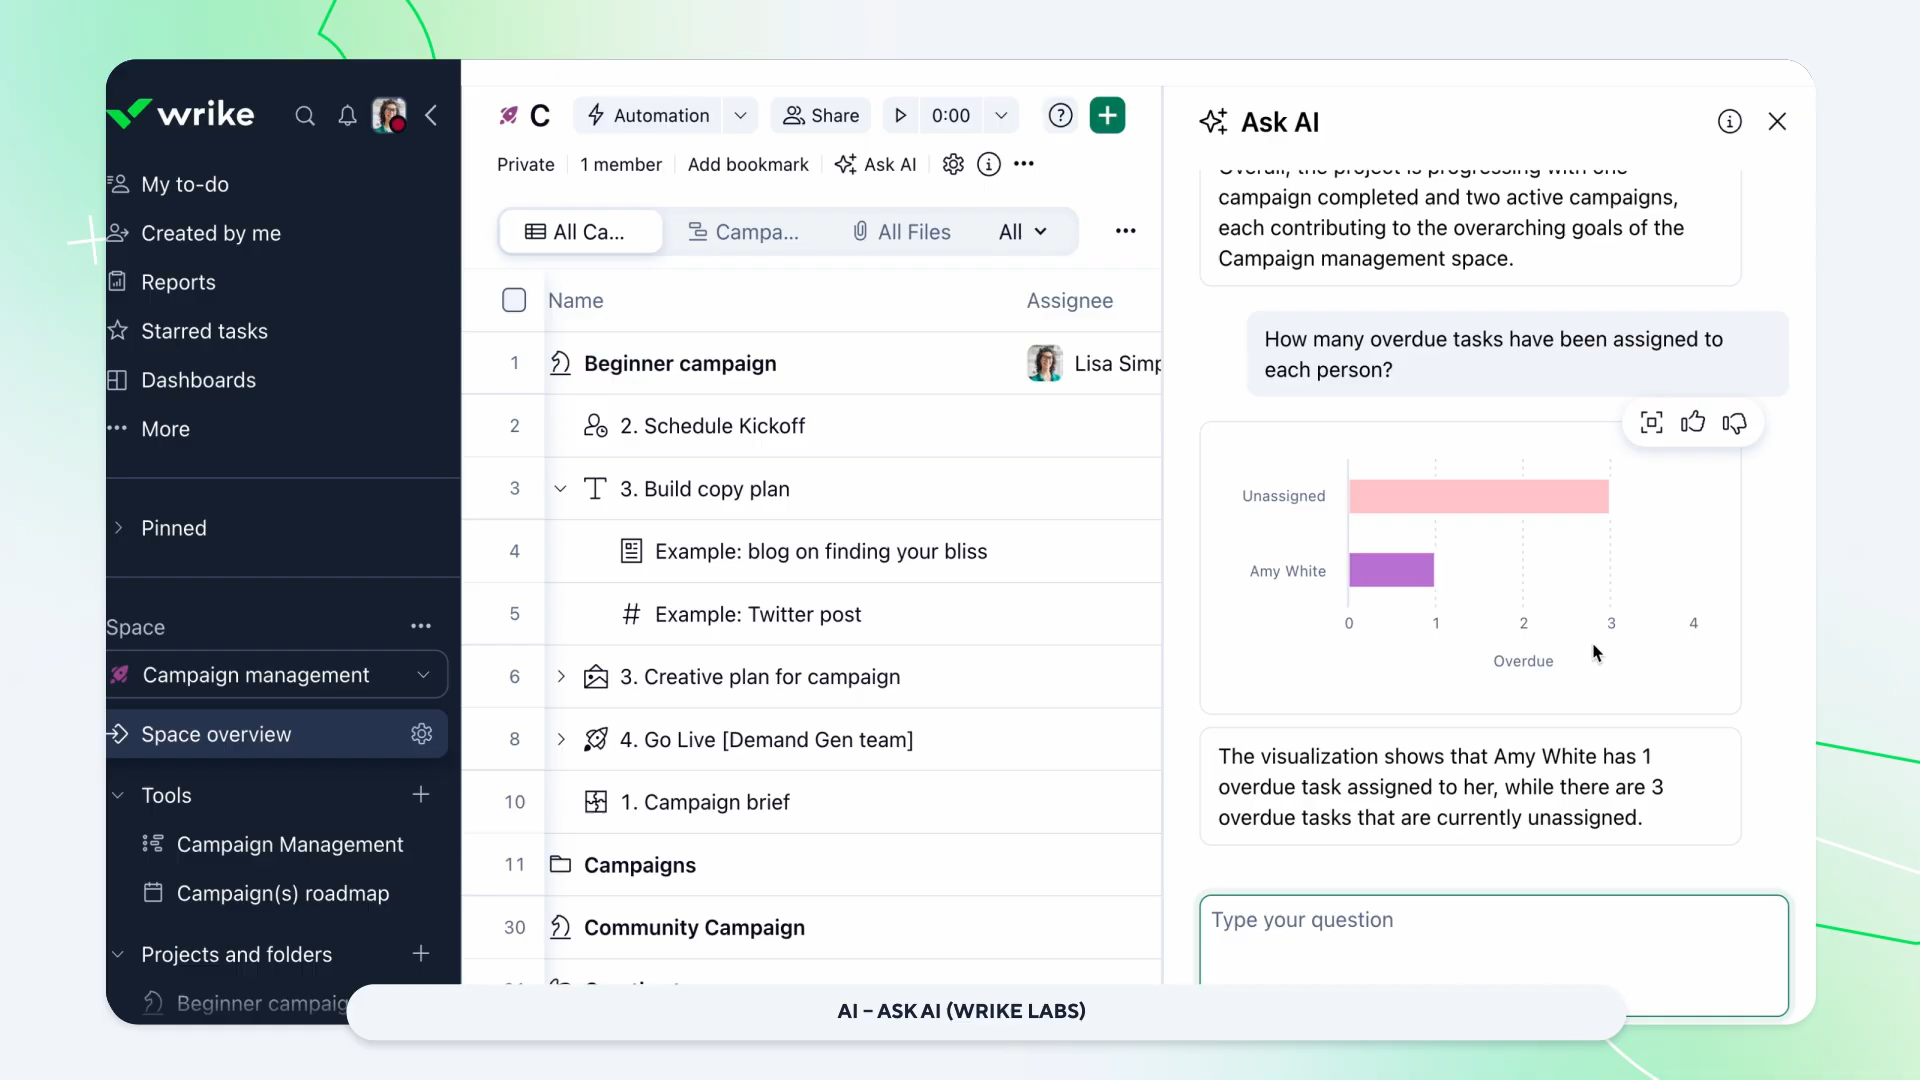 wrike
My to-do
Created by me
Reports
Starred tasks
Dashboards
More
Pinned
Space
Campaign management
Space overview
Tools
Campaign Management
Campaign(s) roadmap
Projects and folders
Beginner campaig
C
Automation
Share
0:00
Private
1 member
Add bookmark
Ask AI
All Ca...
Campa...
All Files
All
Name
Assignee
1
Beginner campaign
Lisa Simp
2
2. Schedule Kickoff
3
3. Build copy plan
4
Example: blog on finding your bliss
5
Example: Twitter post
6
3. Creative plan for campaign
8
4. Go Live [Demand Gen team]
10
1. Campaign brief
11
Campaigns
30
Community Campaign
Ask AI
Overall, the project is progressing with one
campaign completed and two active campaigns,
each contributing to the overarching goals of the
Campaign management space.
How many overdue tasks have been assigned to
each person?
Unassigned
Amy White
0 1 2 3 4
Overdue
The visualization shows that Amy White has 1
overdue task assigned to her, while there are 3
overdue tasks that are currently unassigned.
Type your question
AI – ASK AI (WRIKE LABS)